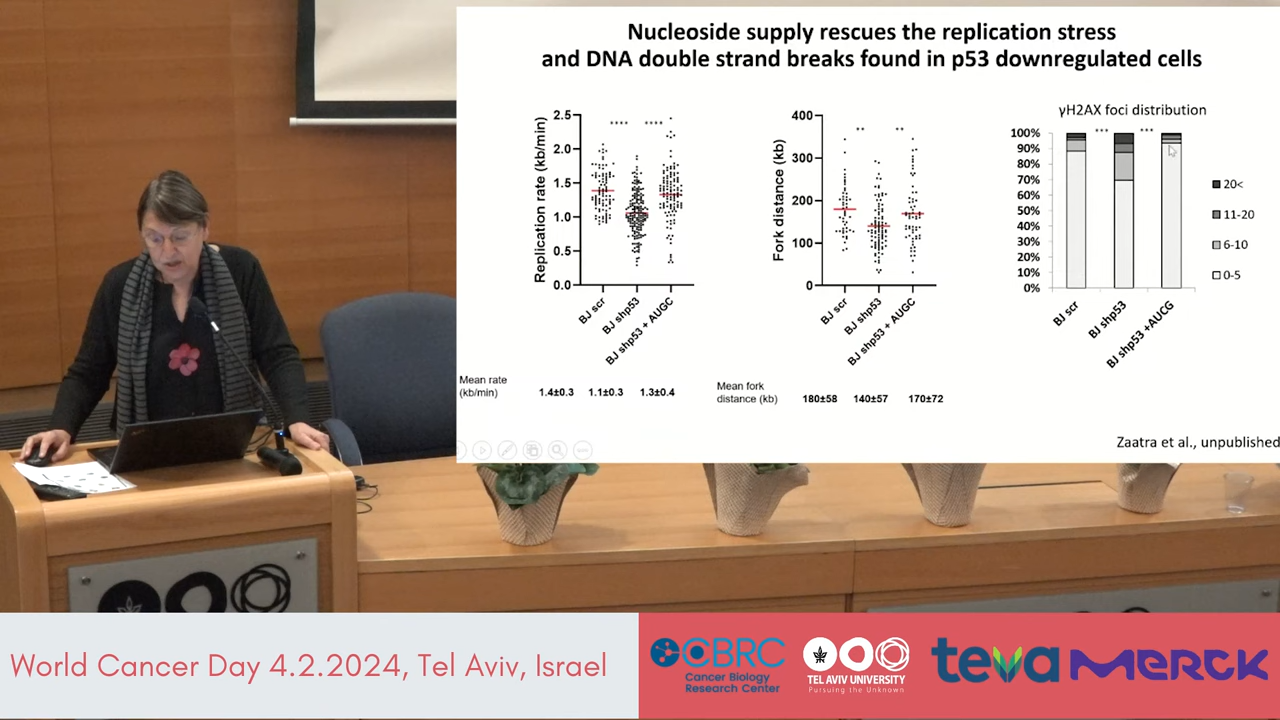 Nucleoside supply rescues the replication stress
and DNA double strand breaks found in p53 downregulated cells
Replication rate (kb/min)
2.5
2.0
1.5
1.0
0.5
0.0
**** ****
BJ scr
BJ shp53
BJ shp53 + AUGC
Mean rate
(kb/min)
1.4±0.3 1.1±0.3 1.3±0.4
Fork distance (kb)
400
300
200
100
0
** **
BJ scr
BJ shp53
BJ shp53 + AUGC
Mean fork
distance (kb)
180±58 140±57 170±72
γH2AX foci distribution
100%
90%
80%
70%
60%
50%
40%
30%
20%
10%
0%
*** ***
BJ scr
BJ shp53
BJ shp53 +AUCG
20<
11-20
6-10
0-5
Zaatra et al., unpublished
World Cancer Day 4.2.2024, Tel Aviv, Israel
CBRC
Cancer Biology
Research Center
TEL AVIV UNIVERSITY
Pursuing the Unknown
teva
MERCK